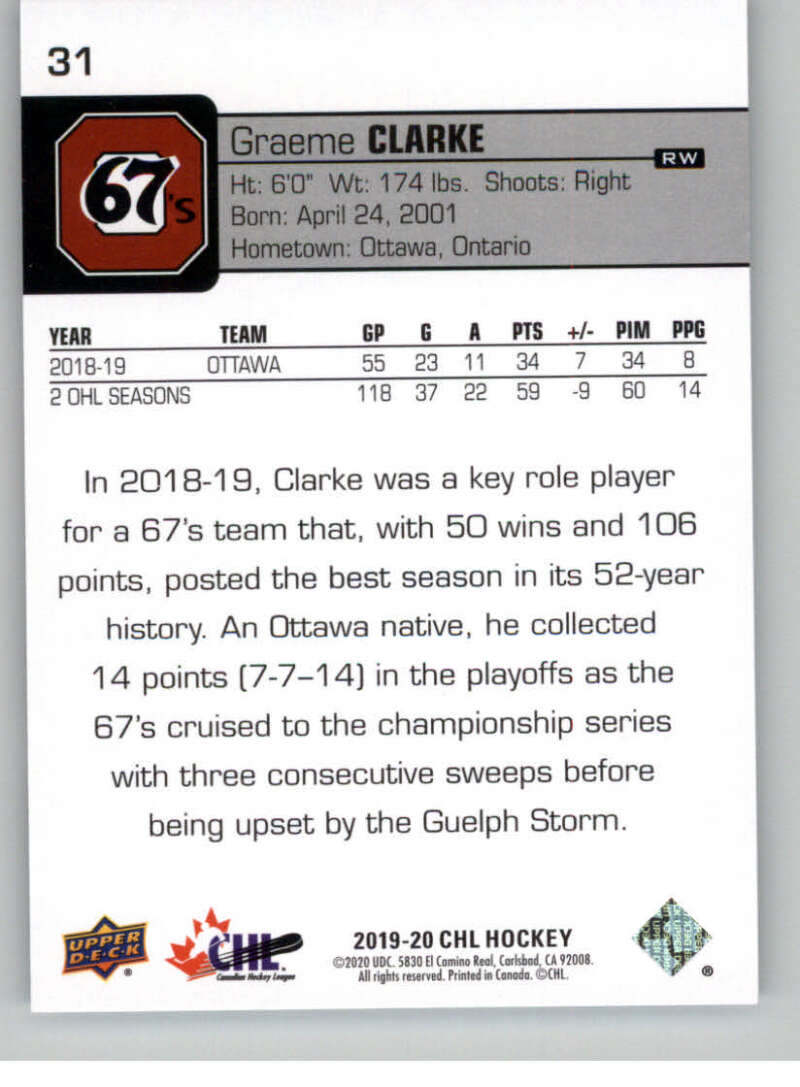 31
67's
Graeme CLARKE
RW
Ht: 6'0" Wt: 174 lbs. Shoots: Right
Born: April 24, 2001
Hometown: Ottawa, Ontario
YEAR TEAM GP G A PTS +/- PIM PPG
2018-19 OTTAWA 55 23 11 34 7 34 8
2 OHL SEASONS 118 37 22 59 -9 60 14
In 2018-19, Clarke was a key role player
for a 67's team that, with 50 wins and 106
points, posted the best season in its 52-year
history. An Ottawa native, he collected
14 points (7-7–14) in the playoffs as the
67's cruised to the championship series
with three consecutive sweeps before
being upset by the Guelph Storm.
UPPER
D·E·C·K
®
CHL.
Canadian Hockey League
2019-20 CHL HOCKEY
©2020 UDC. 5830 El Camino Real, Carlsbad, CA 92008.
All rights reserved. Printed in Canada. ©CHL.
®